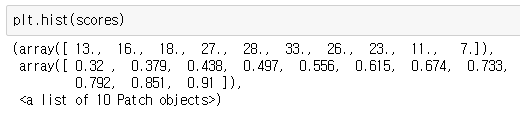 plt.hist(scores)
(array([ 13.,  16.,  18.,  27.,  28.,  33.,  26.,  23.,  11.,   7.]),
 array([ 0.32 ,  0.379,  0.438,  0.497,  0.556,  0.615,  0.674,  0.733,
         0.792,  0.851,  0.91 ]),
 <a list of 10 Patch objects>)